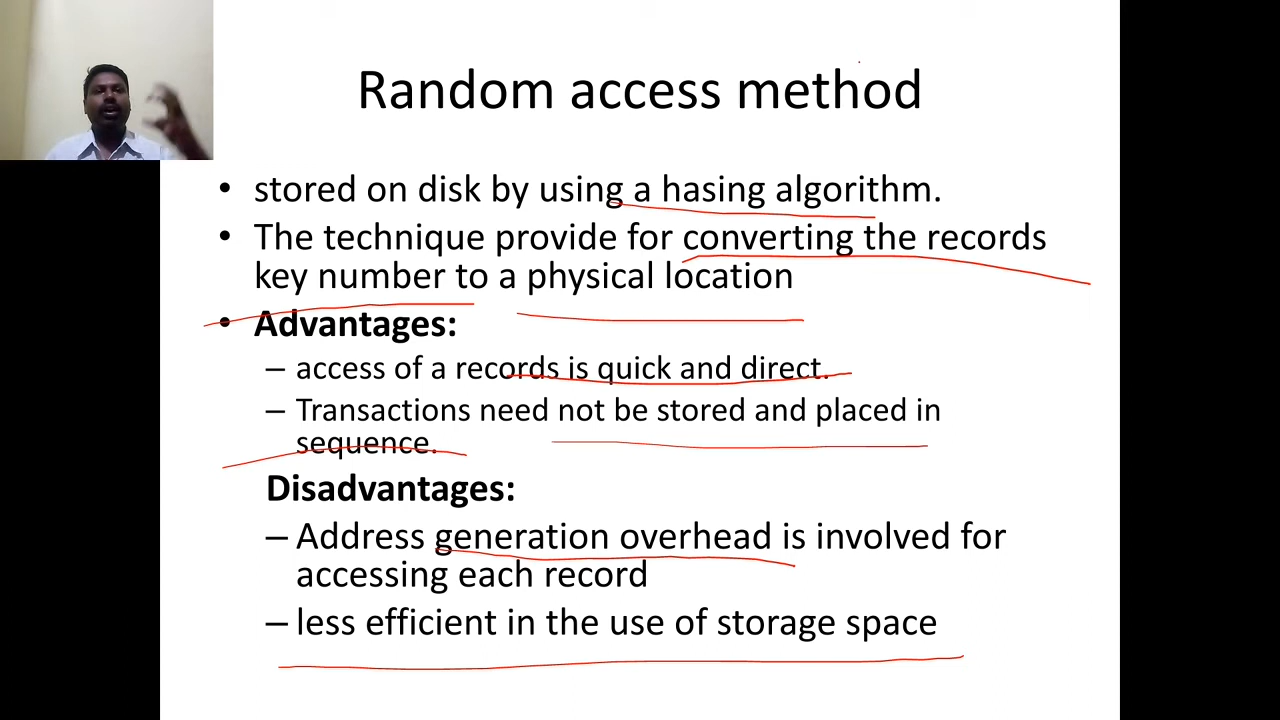 Random access method
• stored on disk by using a hasing algorithm.
• The technique provide for converting the records
key number to a physical location
• Advantages:
– access of a records is quick and direct.
– Transactions need not be stored and placed in
sequence.
Disadvantages:
– Address generation overhead is involved for
accessing each record
– less efficient in the use of storage space